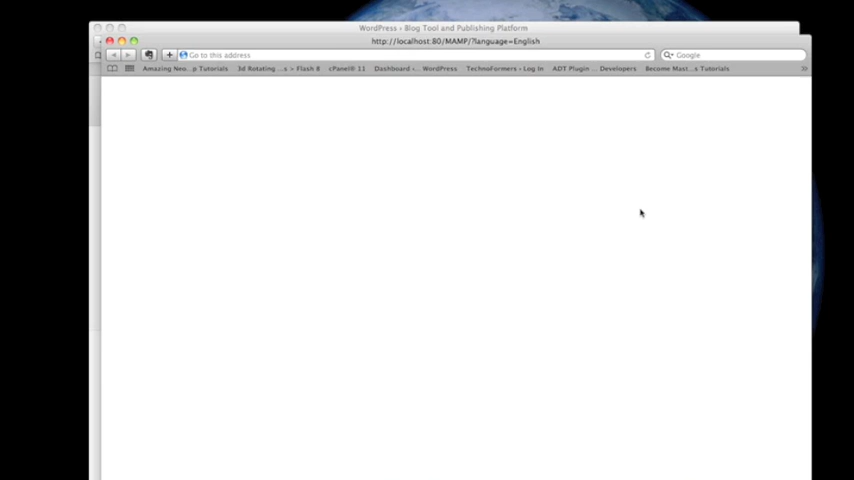 WordPress › Blog Tool and Publishing Platform
http://localhost:80/MAMP/?language=English
Go to this address
Google
Amazing Neo...p Tutorials 3d Rotating ...s > Flash 8 cPanel® 11 Dashboard ‹... WordPress TechnoFormers › Log In ADT Plugin ... Developers Become Mast...s Tutorials